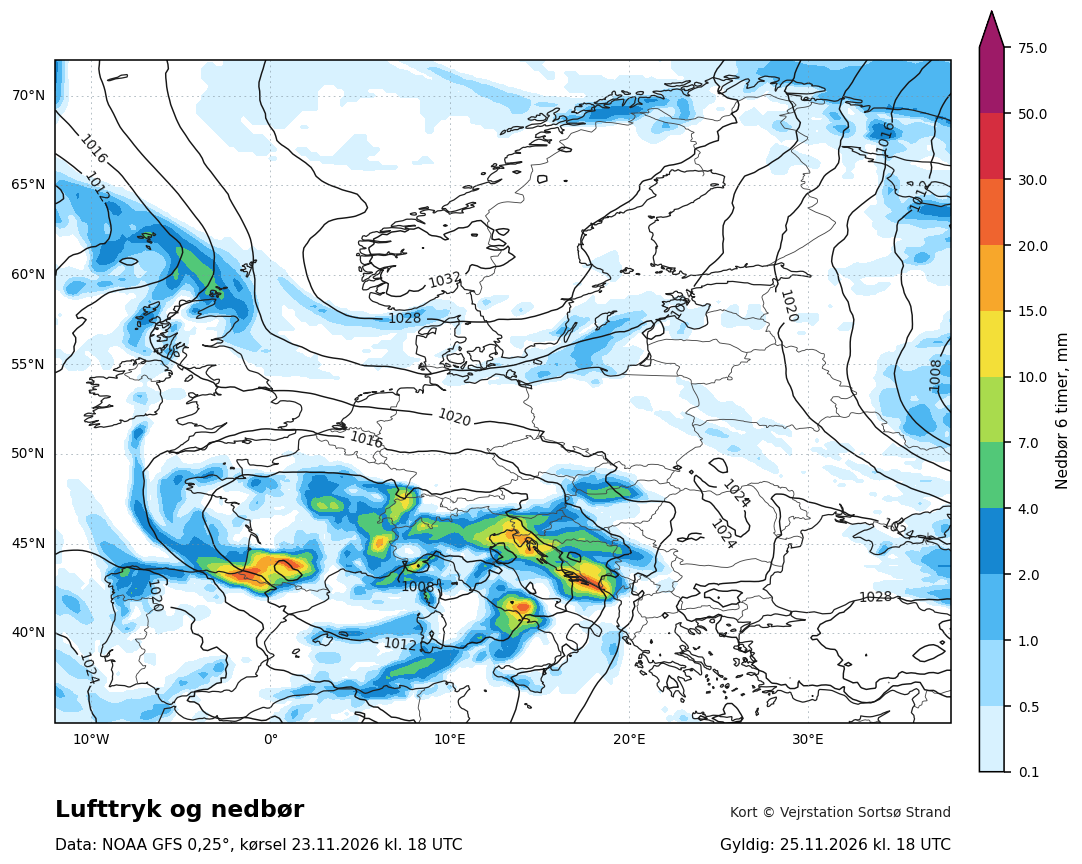 75.0
50.0
30.0
20.0
15.0
10.0
7.0
4.0
2.0
1.0
0.5
0.1
Nedbør 6 timer, mm
70°N
65°N
60°N
55°N
50°N
45°N
40°N
10°W
0°
10°E
20°E
30°E
1016
1012
1016
1012
1032
1028
1020
1008
1020
1016
1024
1024
1008
1020
1028
1012
1024
Lufttryk og nedbør
Kort © Vejrstation Sortsø Strand
Data: NOAA GFS 0,25°, kørsel 23.11.2026 kl. 18 UTC
Gyldig: 25.11.2026 kl. 18 UTC